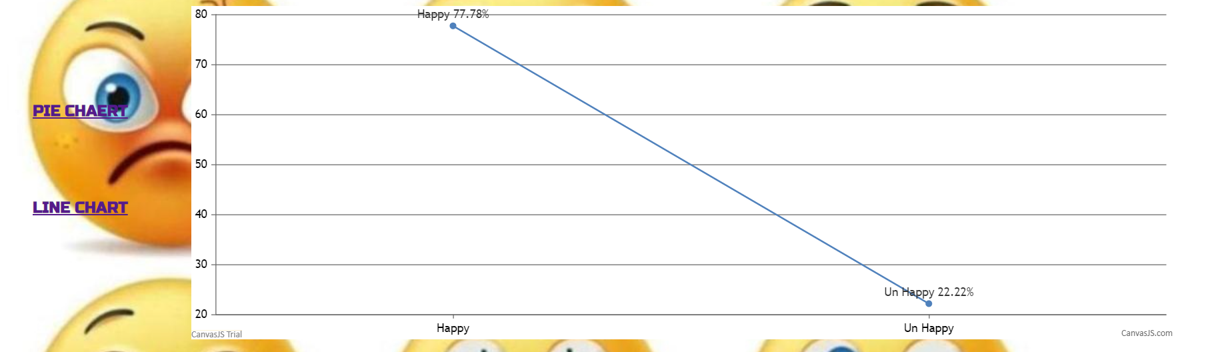 PIE CHAERT
LINE CHART
80
70
60
50
40
30
20
Happy 77.78%
Un Happy 22.22%
Happy
Un Happy
CanvasJS Trial
CanvasJS.com